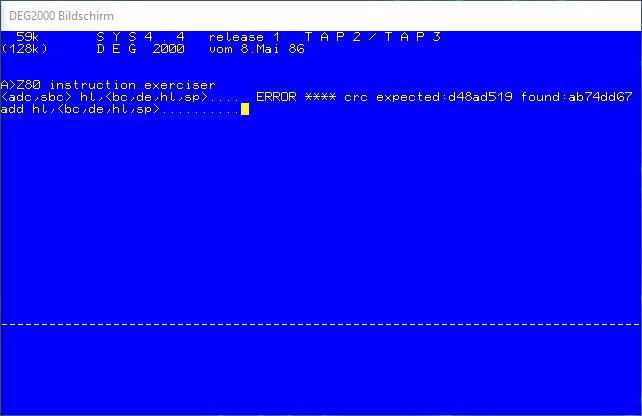 DEG2000 Bildschirm
59k S Y S 4 . 4 release 1 T A P 2 / T A P 3
(128k) D E G 2000 vom 8.Mai 86
A>Z80 instruction exerciser
<adc,sbc> hl,<bc,de,hl,sp>..... ERROR **** crc expected:d48ad519 found:ab74dd67
add hl,<bc,de,hl,sp>..........
--------------------------------------------------------------------------------